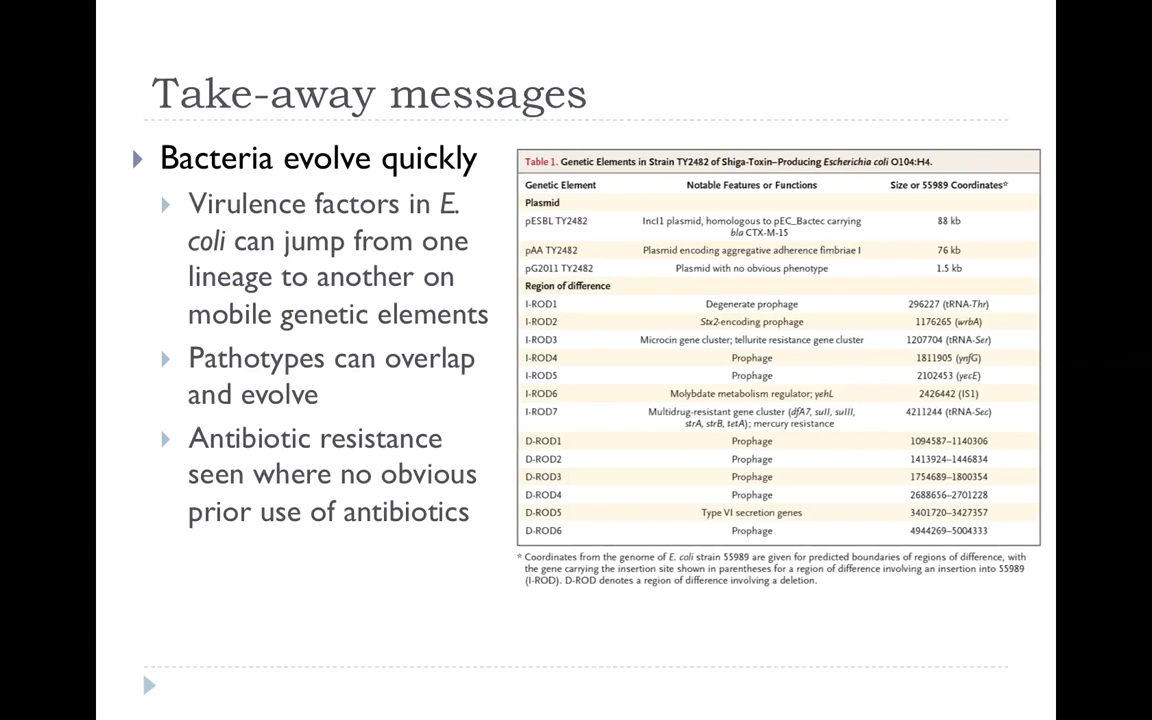 Take-away messages
Bacteria evolve quickly
Virulence factors in E.
coli can jump from one
lineage to another on
mobile genetic elements
Pathotypes can overlap
and evolve
Antibiotic resistance
seen where no obvious
prior use of antibiotics
Table 1. Genetic Elements in Strain TY2482 of Shiga-Toxin–Producing Escherichia coli O104:H4.
Genetic Element Notable Features or Functions Size or 55989 Coordinates*
Plasmid
pESBL TY2482 IncI1 plasmid, homologous to pEC_Bactec carrying 88 kb
bla CTX-M-15
pAA TY2482 Plasmid encoding aggregative adherence fimbriae I 76 kb
pG2011 TY2482 Plasmid with no obvious phenotype 1.5 kb
Region of difference
I-ROD1 Degenerate prophage 296227 (tRNA-Thr)
I-ROD2 Stx2-encoding prophage 1176265 (wrbA)
I-ROD3 Microcin gene cluster; tellurite resistance gene cluster 1207704 (tRNA-Ser)
I-ROD4 Prophage 1811905 (ynfG)
I-ROD5 Prophage 2102453 (yecE)
I-ROD6 Molybdate metabolism regulator; yehL 2426442 (IS1)
I-ROD7 Multidrug-resistant gene cluster (dfA7, sulI, sulII, 4211244 (tRNA-Sec)
strA, strB, tetA); mercury resistance
D-ROD1 Prophage 1094587–1140306
D-ROD2 Prophage 1413924–1446834
D-ROD3 Prophage 1754689–1800354
D-ROD4 Prophage 2688656–2701228
D-ROD5 Type VI secretion genes 3401720–3427357
D-ROD6 Prophage 4944269–5004333
* Coordinates from the genome of E. coli strain 55989 are given for predicted boundaries of regions of difference, with
the gene carrying the insertion site shown in parentheses for a region of difference involving an insertion into 55989
(I-ROD). D-ROD denotes a region of difference involving a deletion.